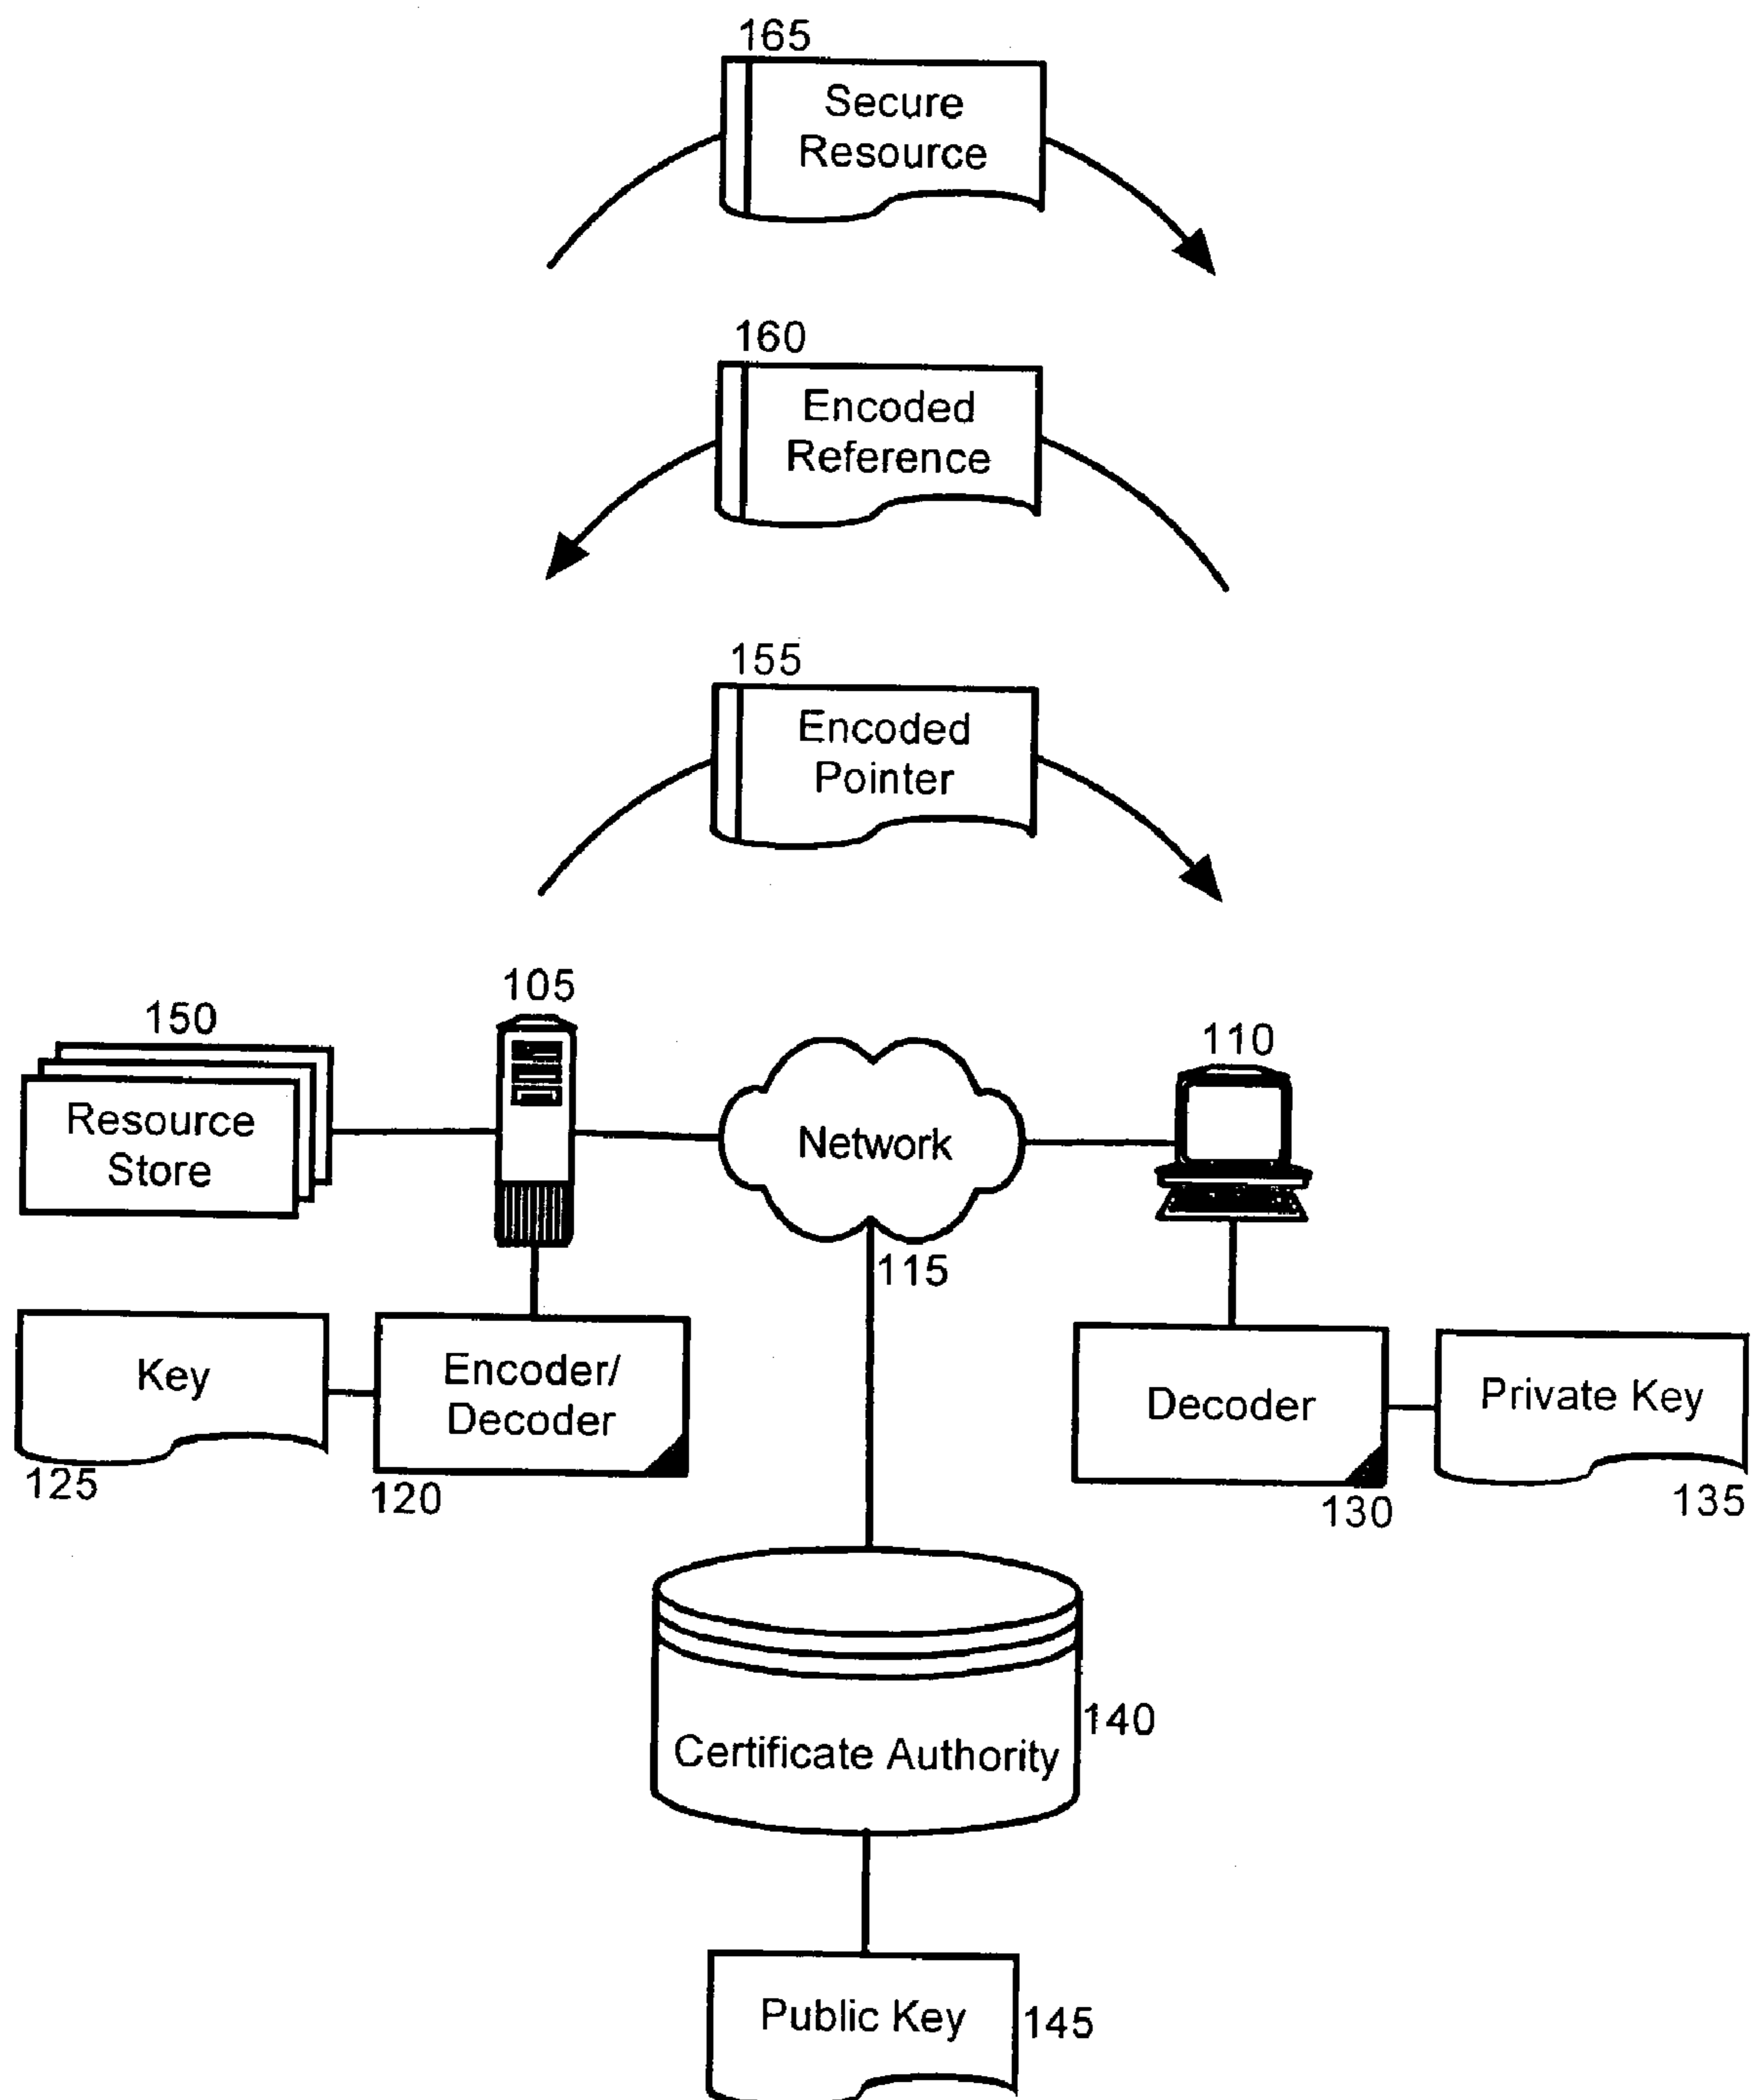 165
Secure
Resource
160
Encoded
Reference
155
Encoded
Pointer
105
150
110
Resource
Store
Network
115
Key
Encoder/
Decoder
Decoder
Private Key
125
120
130
135
140
Certificate Authority
Public Key
145